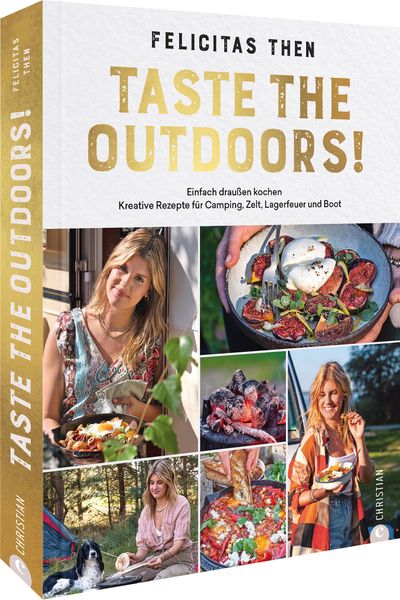 FELICITAS THEN
TASTE THE
OUTDOORS!
Einfach draußen kochen
Kreative Rezepte für Camping, Zelt, Lagerfeuer und Boot
CHRISTIAN
FELICITAS
THEN
TASTE THE OUTDOORS!
CHRISTIAN